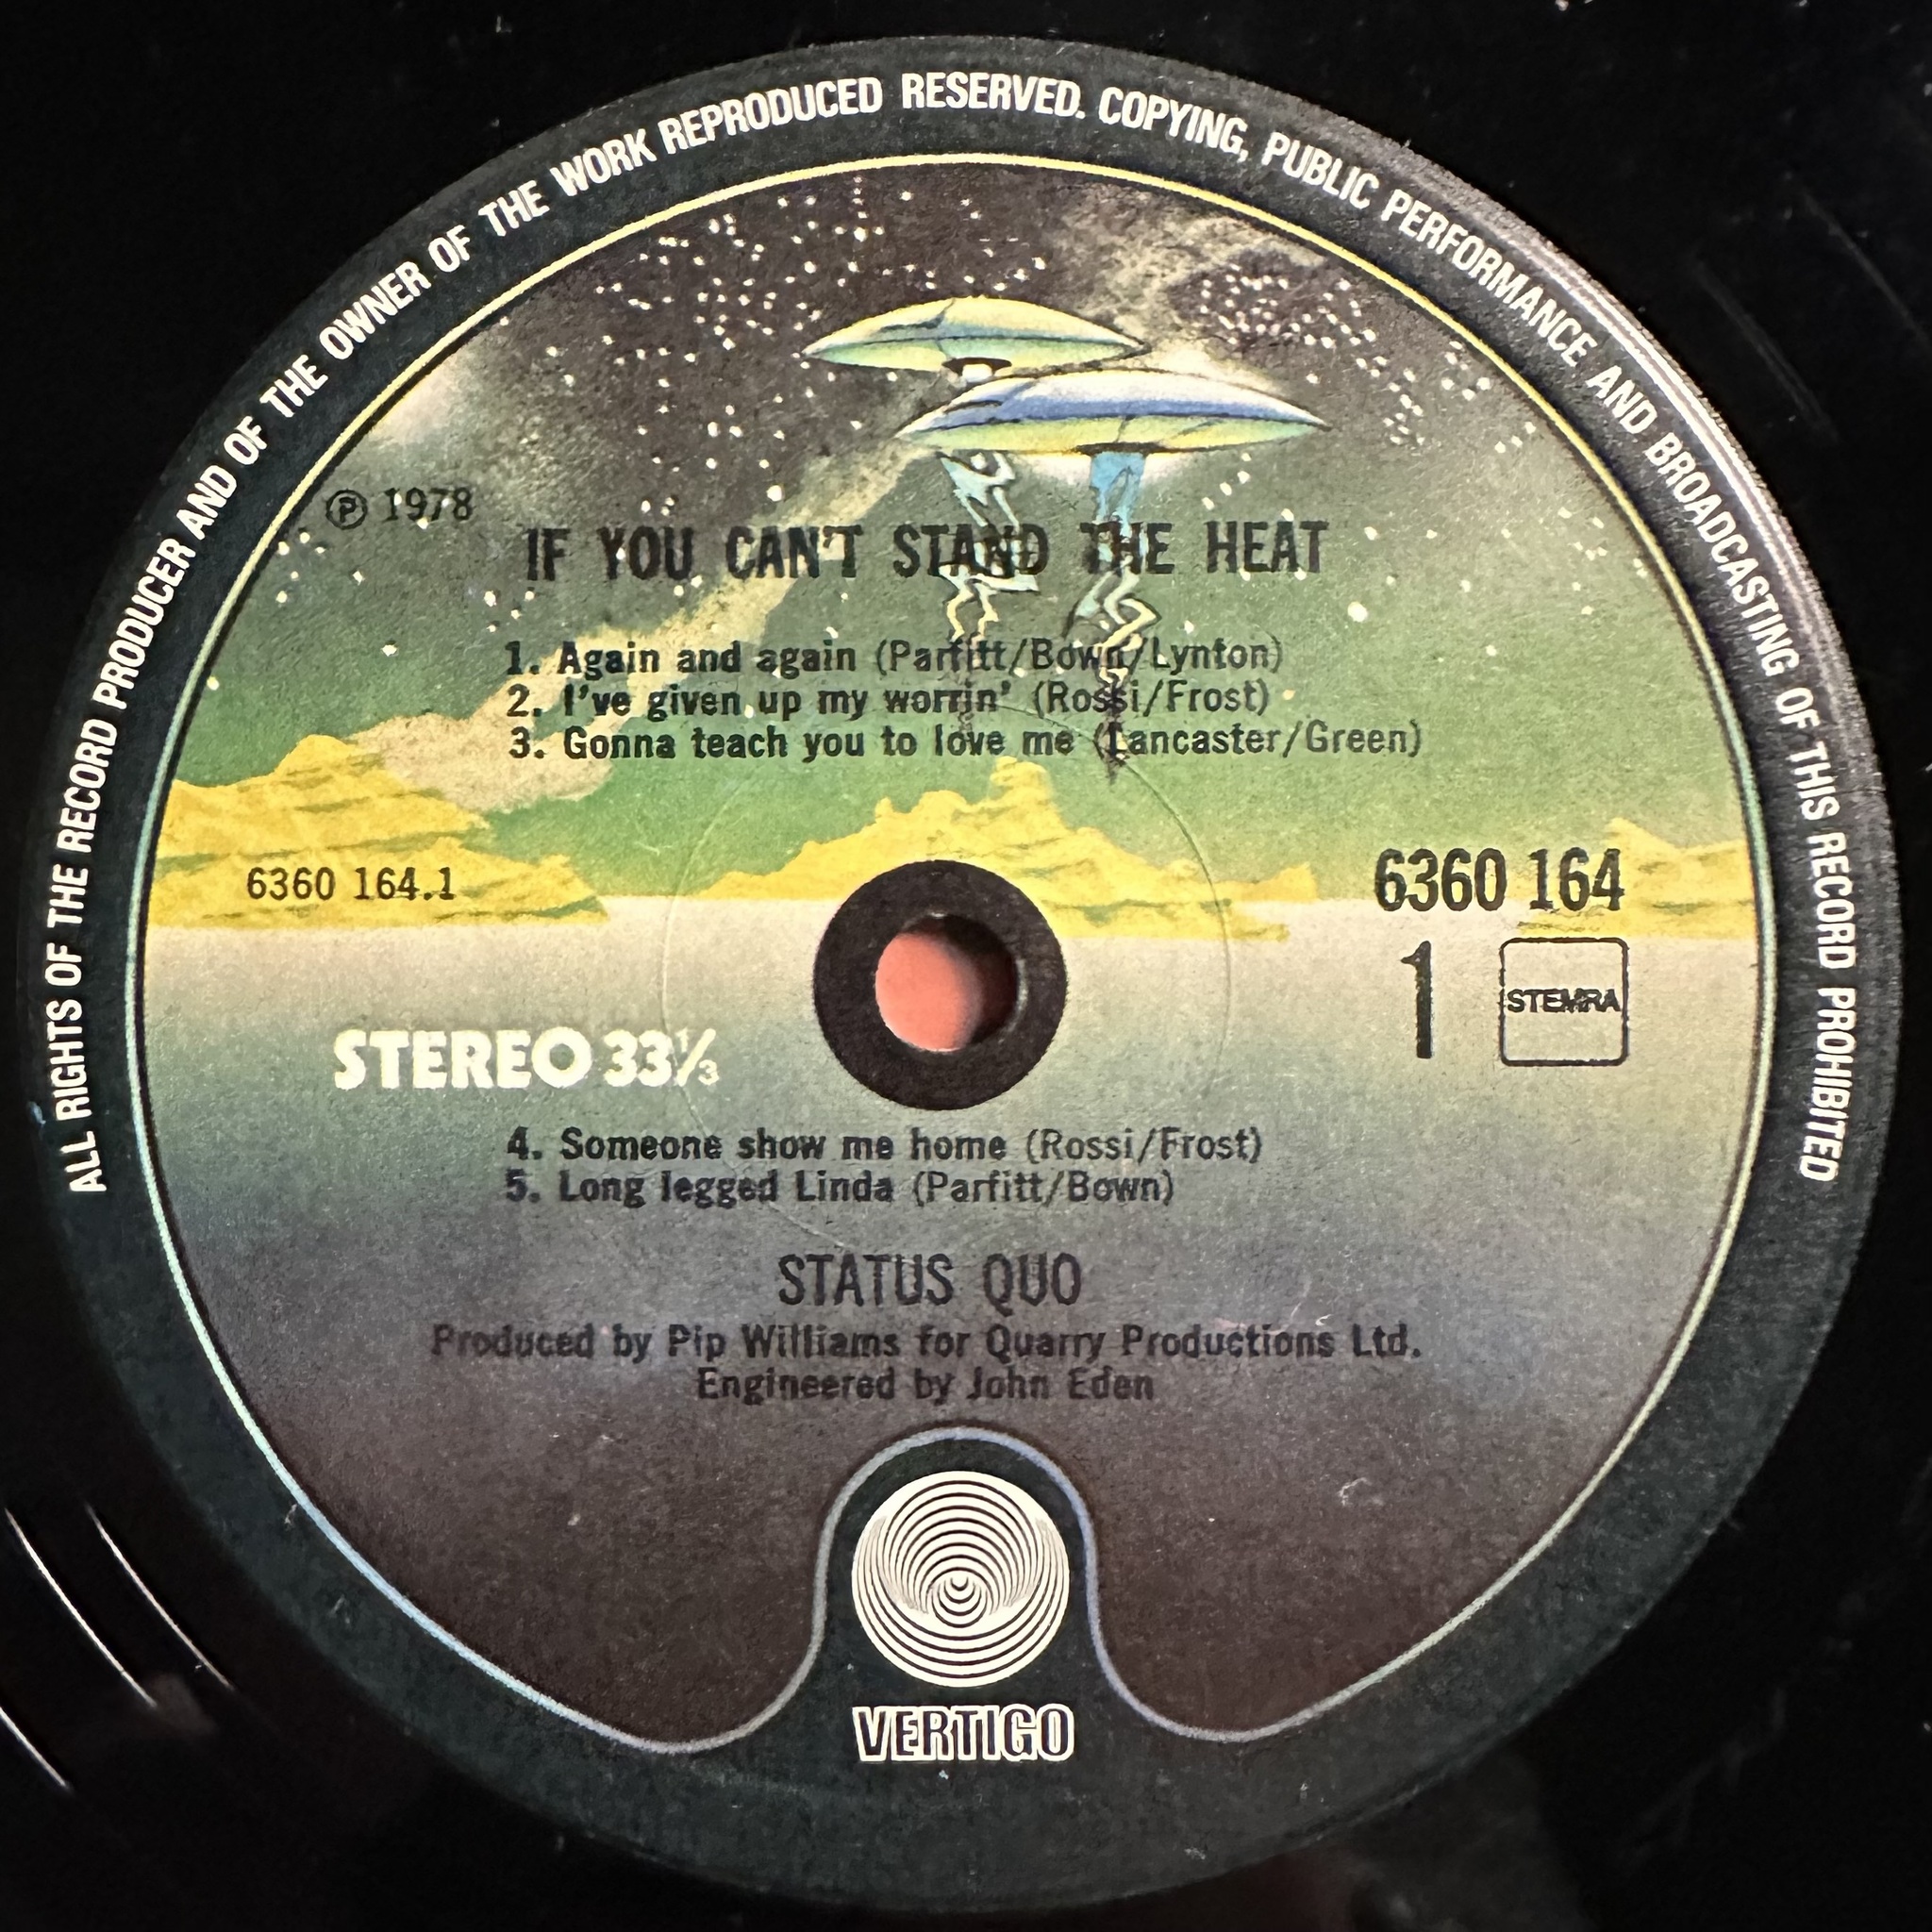 ALL RIGHTS OF THE RECORD PRODUCER AND OF THE OWNER OF THE WORK REPRODUCED RESERVED. COPYING, PUBLIC PERFORMANCE AND BROADCASTING OF THIS RECORD PROHIBITED
Ⓟ 1978
IF YOU CAN'T STAND THE HEAT
1. Again and again (Parfitt/Bown/Lynton)
2. I've given up my worrin' (Rossi/Frost)
3. Gonna teach you to love me (Lancaster/Green)
6360 164.1
6360 164
1
STEMRA
STEREO 33⅓
4. Someone show me home (Rossi/Frost)
5. Long legged Linda (Parfitt/Bown)
STATUS QUO
Produced by Pip Williams for Quarry Productions Ltd.
Engineered by John Eden
VERTIGO